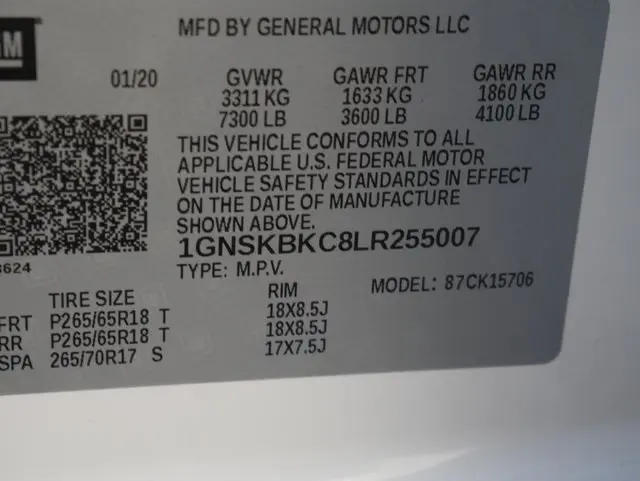 GM
MFD BY GENERAL MOTORS LLC
01/20 GVWR GAWR FRT GAWR RR
3311 KG 1633 KG 1860 KG
7300 LB 3600 LB 4100 LB
THIS VEHICLE CONFORMS TO ALL
APPLICABLE U.S. FEDERAL MOTOR
VEHICLE SAFETY STANDARDS IN EFFECT
ON THE DATE OF MANUFACTURE
SHOWN ABOVE.
1GNSKBKC8LR255007
3624
TYPE: M.P.V. MODEL: 87CK15706
TIRE SIZE RIM
FRT P265/65R18 T 18X8.5J
RR P265/65R18 T 18X8.5J
SPA 265/70R17 S 17X7.5J